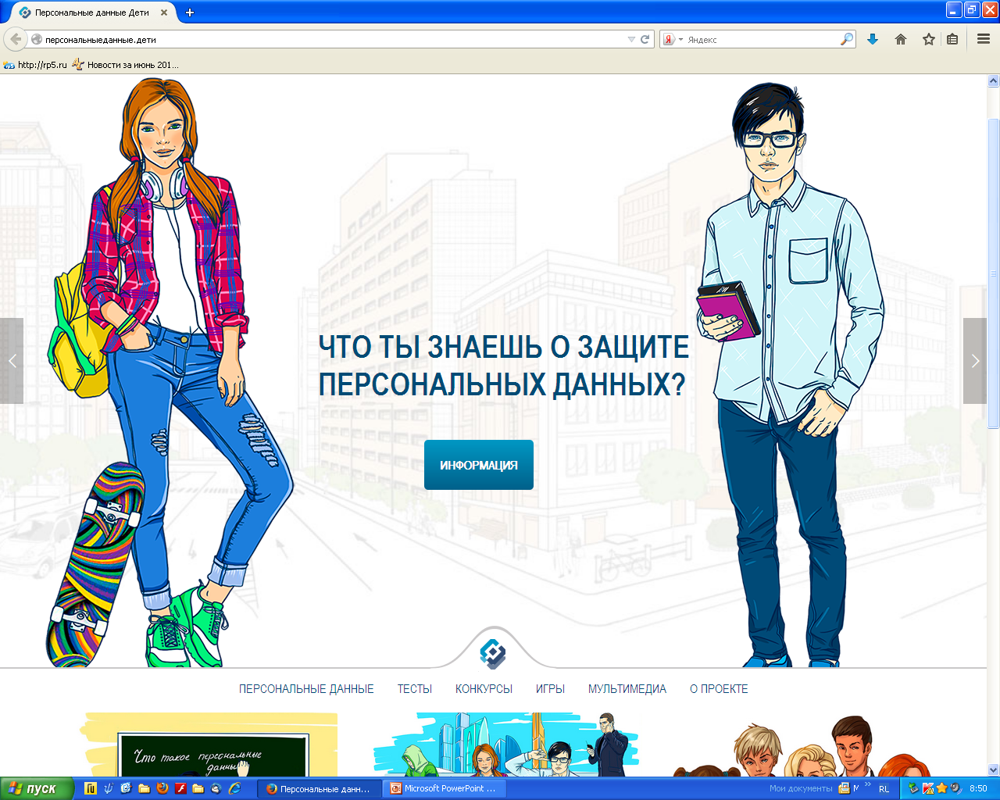 Персональные данные Дети
персональныеданные.дети
Яндекс
http://rp5.ru
Новости за июнь 201...
ЧТО ТЫ ЗНАЕШЬ О ЗАЩИТЕ
ПЕРСОНАЛЬНЫХ ДАННЫХ?
ИНФОРМАЦИЯ
ПЕРСОНАЛЬНЫЕ ДАННЫЕ
ТЕСТЫ
КОНКУРСЫ
ИГРЫ
МУЛЬТИМЕДИА
О ПРОЕКТЕ
Что такое персональные
данные
пуск
Персональные данн...
Microsoft PowerPoint ...
Мои документы
RL
8:50